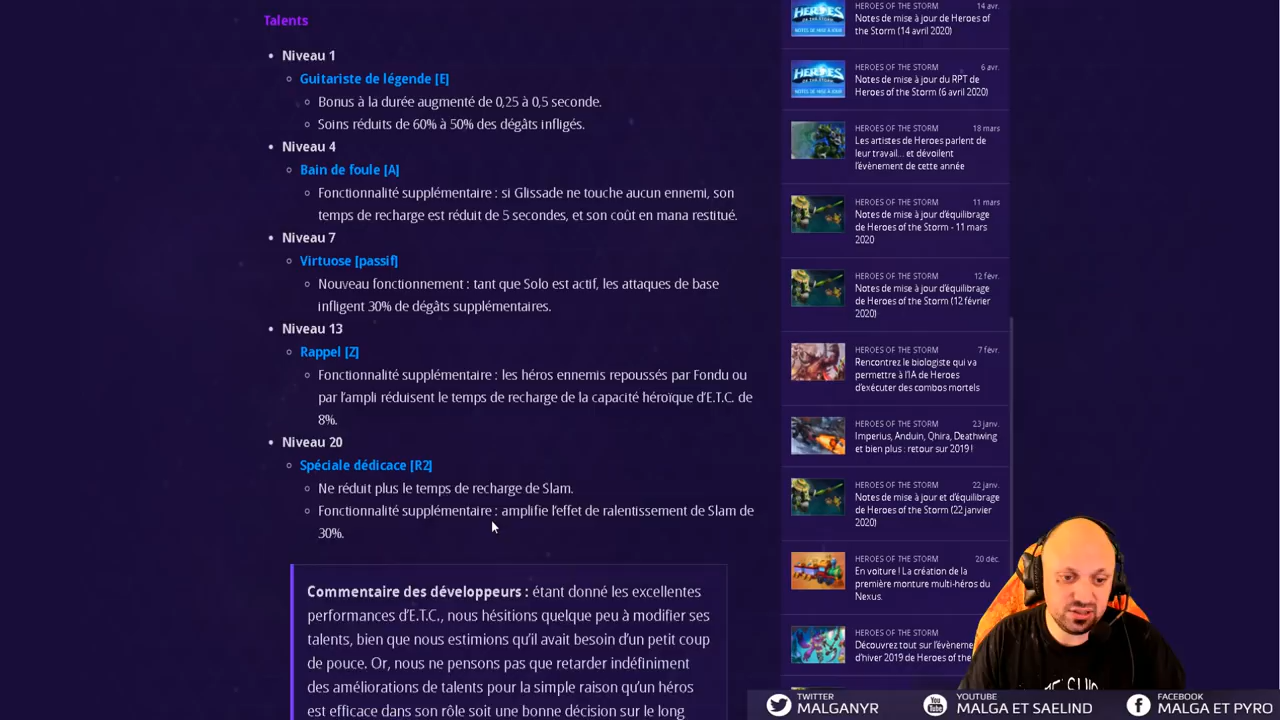 Talents
• Niveau 1
Guitariste de légende [E]
Bonus à la durée augmenté de 0,25 à 0,5 seconde.
Soins réduits de 60% à 50% des dégâts infligés.
• Niveau 4
Bain de foule [A]
Fonctionnalité supplémentaire : si Glissade ne touche aucun ennemi, son
temps de recharge est réduit de 5 secondes, et son coût en mana restitué.
• Niveau 7
Virtuose [passif]
Nouveau fonctionnement : tant que Solo est actif, les attaques de base
infligent 30% de dégâts supplémentaires.
• Niveau 13
Rappel [Z]
Fonctionnalité supplémentaire : les héros ennemis repoussés par Fondu ou
par l'ampli réduisent le temps de recharge de la capacité héroïque d'E.T.C. de
8%.
• Niveau 20
Spéciale dédicace [R2]
Ne réduit plus le temps de recharge de Slam.
Fonctionnalité supplémentaire : amplifie l'effet de ralentissement de Slam de
30%.
Commentaire des développeurs : étant donné les excellentes
performances d'E.T.C., nous hésitions quelque peu à modifier ses
talents, bien que nous estimions qu'il avait besoin d'un petit coup
de pouce. Or, nous ne pensons pas que retarder indéfiniment
des améliorations de talents pour la simple raison qu'un héros
est efficace dans son rôle soit une bonne décision sur le long
HEROES OF THE STORM 14 avr.
Notes de mise à jour de Heroes of
the Storm (14 avril 2020)
HEROES OF THE STORM 6 avr.
Notes de mise à jour du RPT de
Heroes of the Storm (6 avril 2020)
HEROES OF THE STORM 18 mars
Les artistes de Heroes parlent de
leur travail... et dévoilent
l'évènement de cette année
HEROES OF THE STORM 11 mars
Notes de mise à jour d'équilibrage
de Heroes of the Storm - 11 mars
2020
HEROES OF THE STORM 12 févr.
Notes de mise à jour d'équilibrage
de Heroes of the Storm (12 février
2020)
HEROES OF THE STORM 7 févr.
Rencontrez le biologiste qui va
permettre à l'IA de Heroes
d'exécuter des combos mortels
HEROES OF THE STORM 23 janv.
Imperius, Anduin, Qhira, Deathwing
et bien plus : retour sur 2019 !
HEROES OF THE STORM 22 janv.
Notes de mise à jour et d'équilibrage
de Heroes of the Storm (22 janvier
2020)
HEROES OF THE STORM 20 déc.
En voiture ! La création de la
première monture multi-héros du
Nexus.
HEROES OF THE STORM
Découvrez tout sur l'évènem
d'hiver 2019 de Heroes of the
TWITTER
MALGANYR
YOUTUBE
MALGA ET SAELIND
FACEBOOK
MALGA ET PYRO